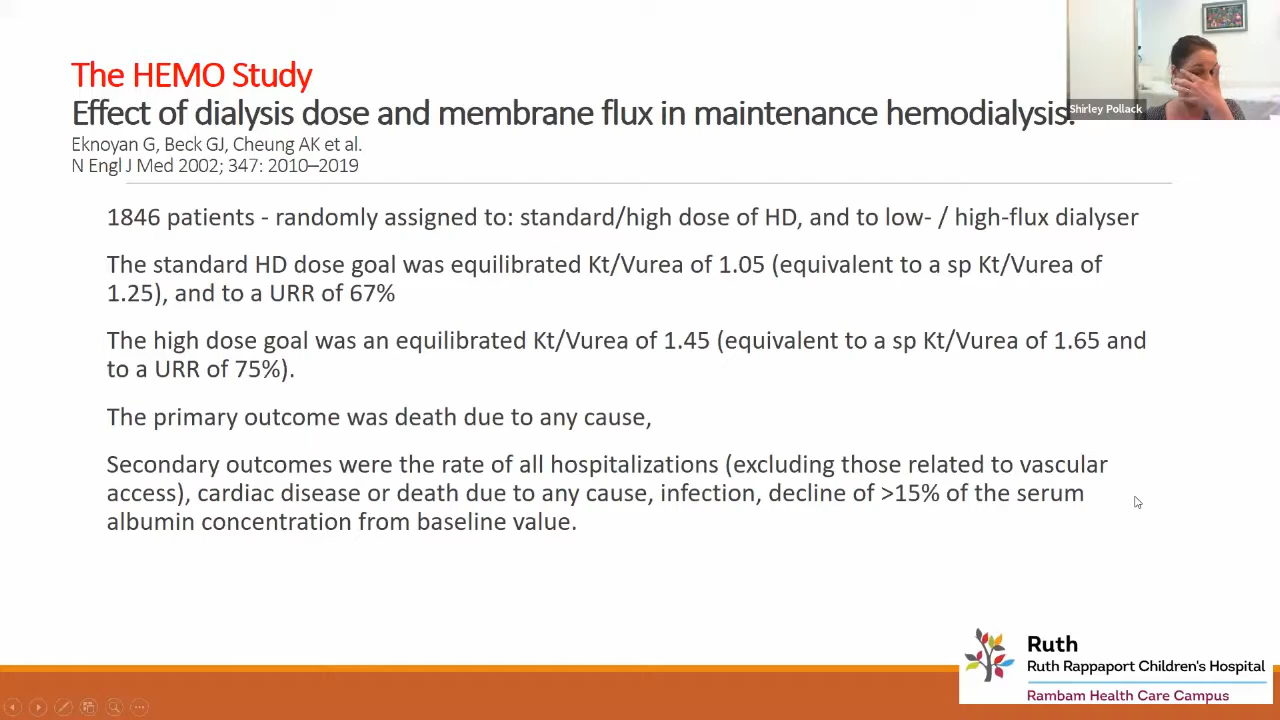 The HEMO Study
Effect of dialysis dose and membrane flux in maintenance hemodialysis.
Shirley Pollack
Eknoyan G, Beck GJ, Cheung AK et al.
N Engl J Med 2002; 347: 2010–2019
1846 patients - randomly assigned to: standard/high dose of HD, and to low- / high-flux dialyser
The standard HD dose goal was equilibrated Kt/Vurea of 1.05 (equivalent to a sp Kt/Vurea of
1.25), and to a URR of 67%
The high dose goal was an equilibrated Kt/Vurea of 1.45 (equivalent to a sp Kt/Vurea of 1.65 and
to a URR of 75%).
The primary outcome was death due to any cause,
Secondary outcomes were the rate of all hospitalizations (excluding those related to vascular
access), cardiac disease or death due to any cause, infection, decline of >15% of the serum
albumin concentration from baseline value.
Ruth
Ruth Rappaport Children's Hospital
Rambam Health Care Campus